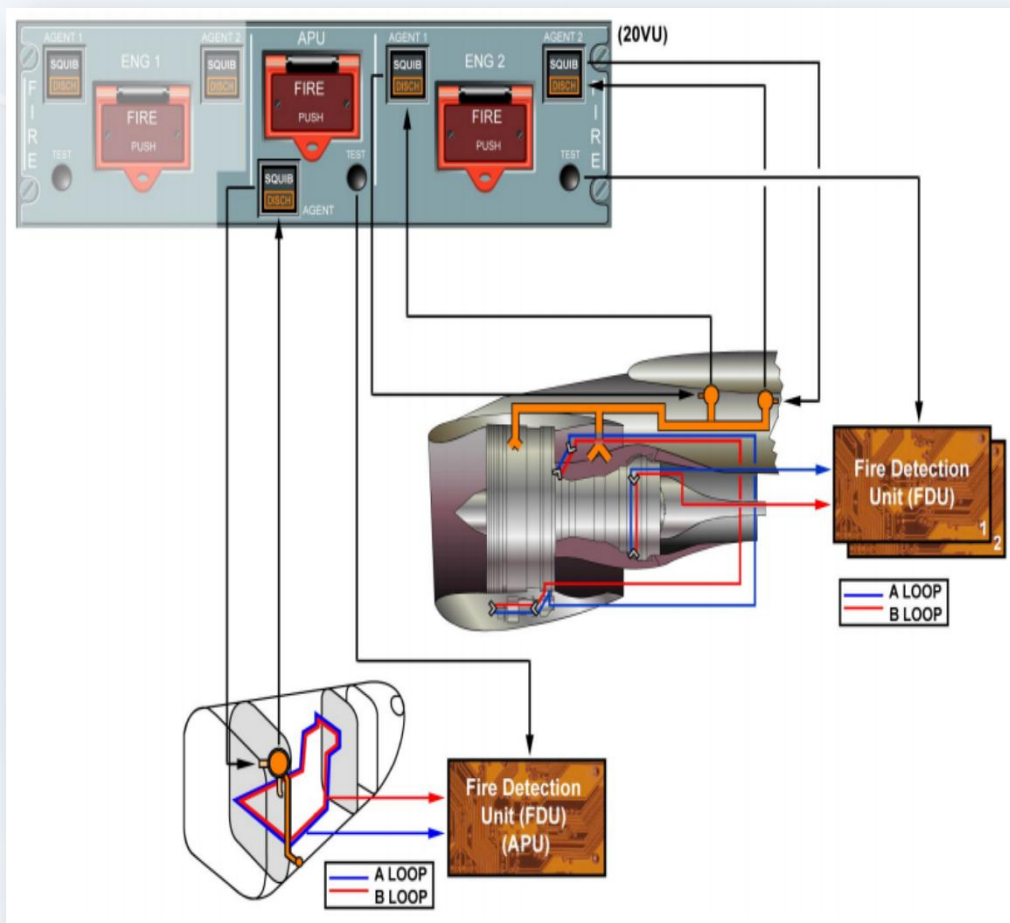 AGENT 1
AGENT 2
APU
AGENT 1
AGENT 2
(20VU)
SQUIB
DISCH
ENG 1
SQUIB
DISCH
SQUIB
DISCH
ENG 2
SQUIB
DISCH
FIRE
FIRE
PUSH
FIRE
PUSH
FIRE
PUSH
FIRE
TEST
TEST
TEST
SQUIB
DISCH
AGENT
Fire Detection
Unit (FDU)
1
2
A LOOP
B LOOP
Fire Detection
Unit (FDU)
(APU)
A LOOP
B LOOP